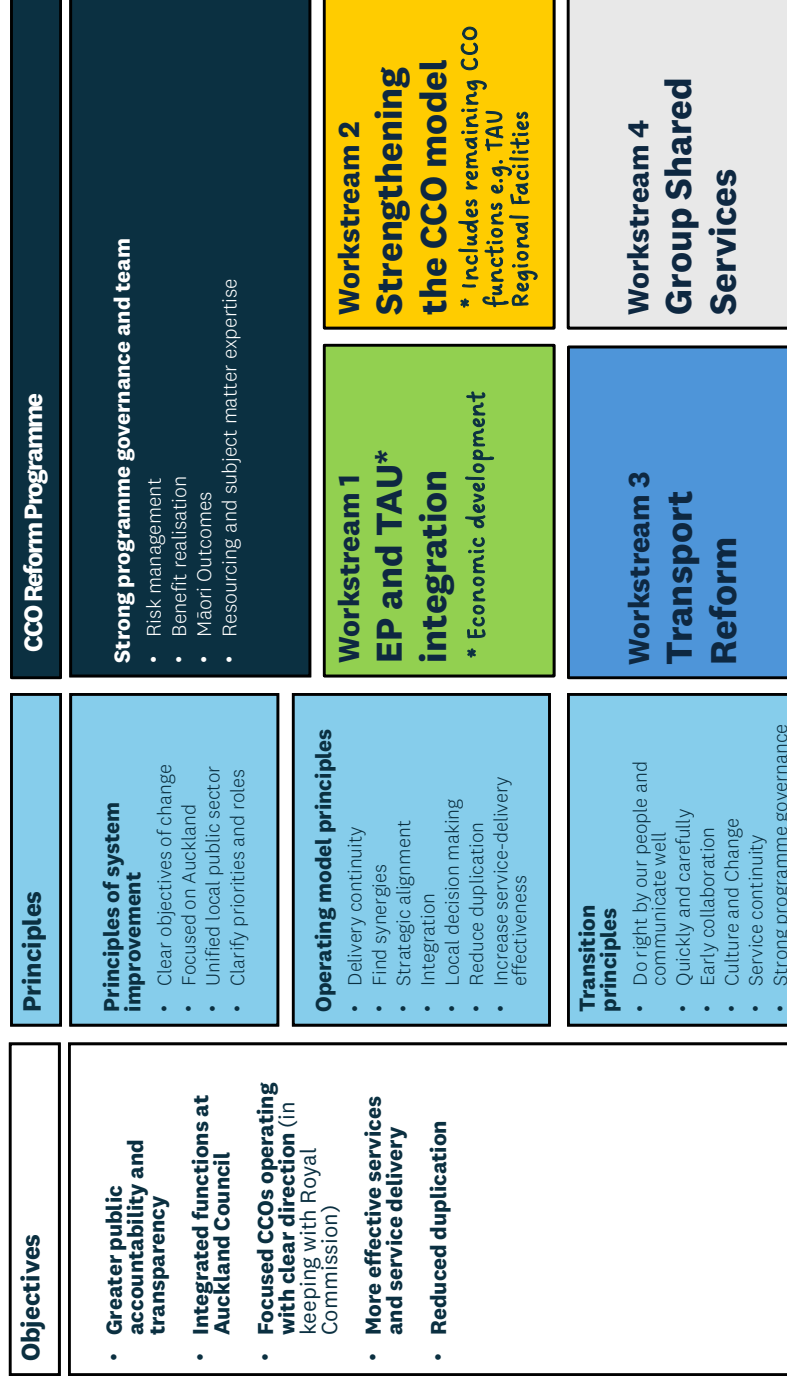 Objectives
• Greater public
accountability and
transparency
• Integrated functions at
Auckland Council
• Focused CCOs operating
with clear direction (in
keeping with Royal
Commission)
• More effective services
and service delivery
• Reduced duplication
Principles
Principles of system
improvement
• Clear objectives of change
• Focused on Auckland
• Unified local public sector
• Clarify priorities and roles
Operating model principles
• Delivery continuity
• Find synergies
• Strategic alignment
• Integration
• Local decision making
• Reduce duplication
• Increase service-delivery
effectiveness
Transition
principles
• Do right by our people and
communicate well
• Quickly and carefully
• Early collaboration
• Culture and Change
• Service continuity
• Strong programme governance
CCO Reform Programme
Strong programme governance and team
• Risk management
• Benefit realisation
• Māori Outcomes
• Resourcing and subject matter expertise
Workstream 1
EP and TAU*
integration
* Economic development
Workstream 2
Strengthening
the CCO model
* Includes remaining CCO
functions e.g. TAU
Regional Facilities
Workstream 3
Transport
Reform
Workstream 4
Group Shared
Services